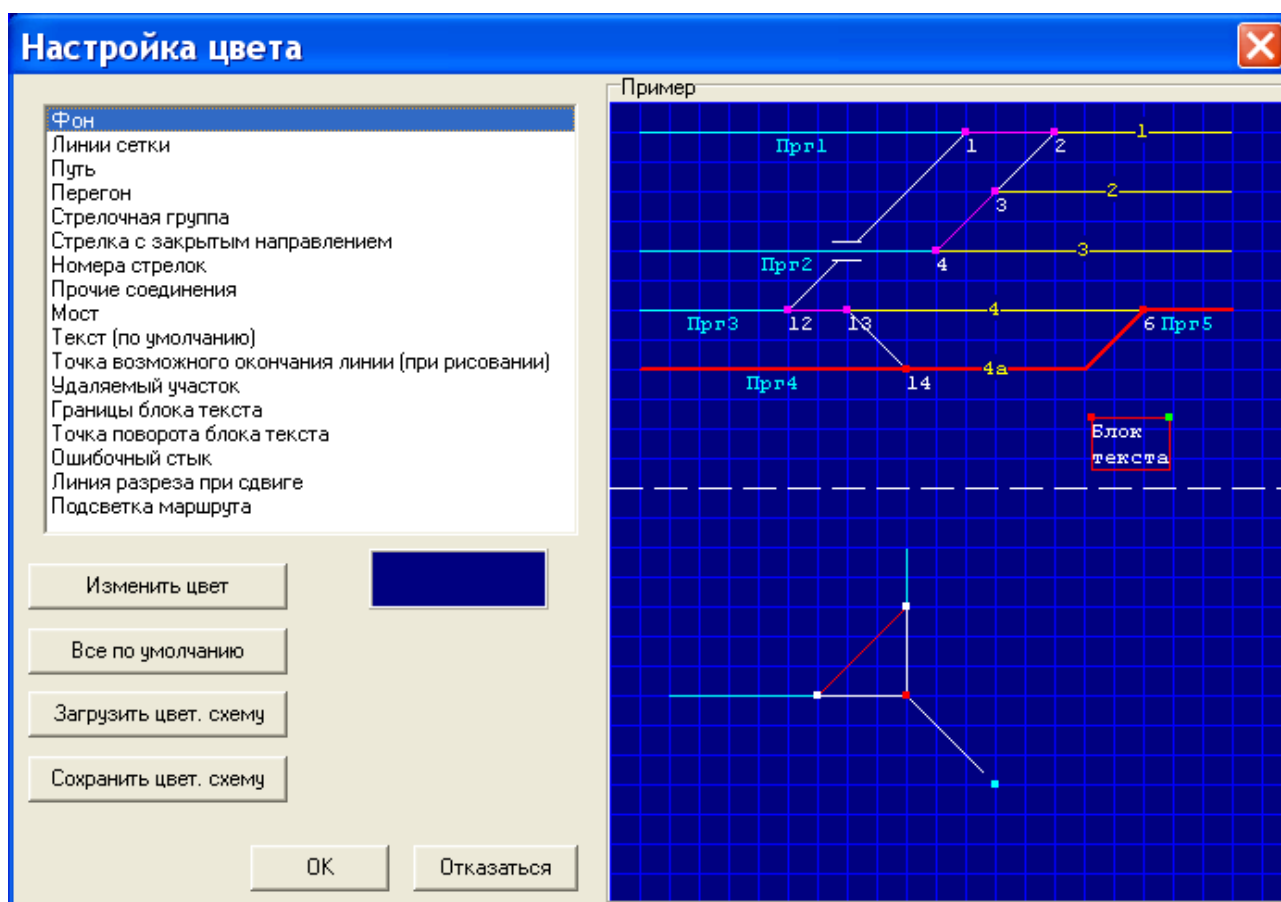 Настройка цвета
Фон
Линии сетки
Путь
Перегон
Стрелочная группа
Стрелка с закрытым направлением
Номера стрелок
Прочие соединения
Мост
Текст (по умолчанию)
Точка возможного окончания линии (при рисовании)
Удаляемый участок
Границы блока текста
Точка поворота блока текста
Ошибочный стык
Линия разреза при сдвиге
Подсветка маршрута
Изменить цвет
Все по умолчанию
Загрузить цвет. схему
Сохранить цвет. схему
OK Отказаться
Пример
1
Прг1 1 2
2
3
3
Прг2 4
4
Прг3 12 13 6 Прг5
4а
Прг4 14
Блок
текста